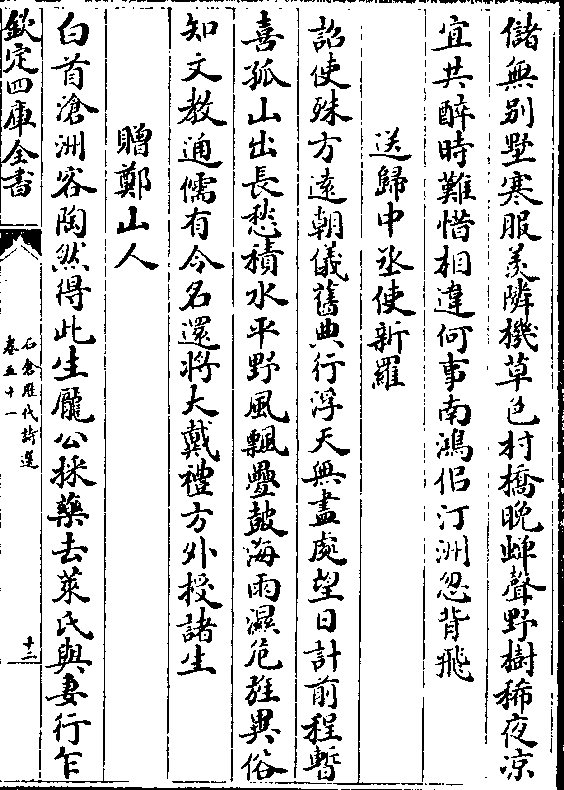 儲無别墅寒服羡隣機草色村橋晚蟬聲野樹稀夜凉
宜共醉時難惜相違何事南鴻侣汀洲忽背飛
送歸中丞使新羅
詔使殊方遠朝儀舊典行浮天無盡處望日計前程暫
喜孤山出長愁積水平野風飄疊鼓海雨濕危旌異俗
知文教通儒有令名還將大戴禮方外授諸生
贈鄭山人
白首滄洲客陶然得此生龐公採藥去萊氏與妻行乍
欽定四庫全書
石倉歴代詩選
卷五十一
十二